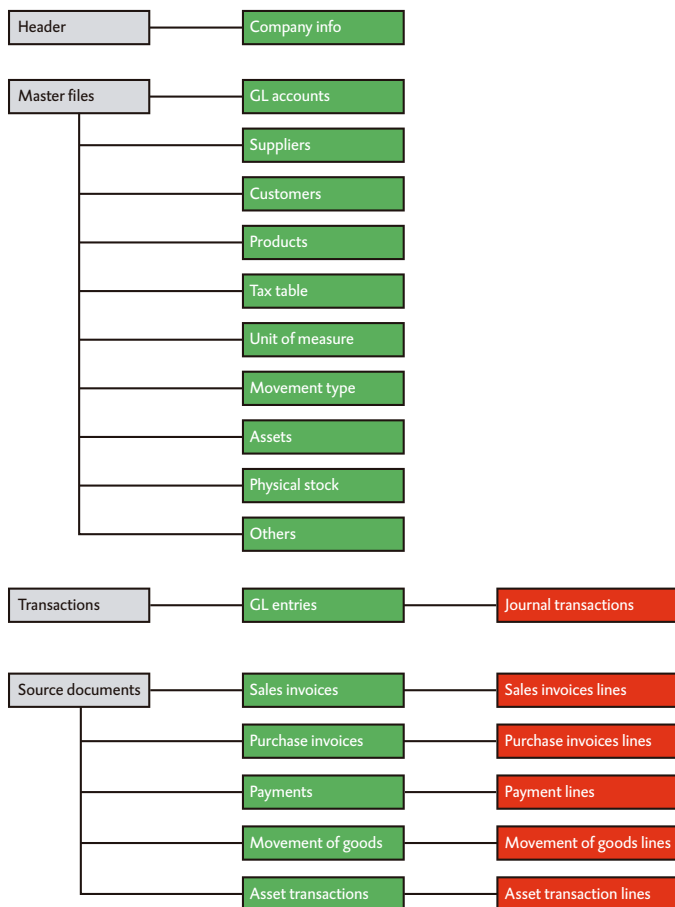 Header
Company info
Master files
GL accounts
Suppliers
Customers
Products
Tax table
Unit of measure
Movement type
Assets
Physical stock
Others
Transactions
GL entries
Journal transactions
Source documents
Sales invoices
Sales invoices lines
Purchase invoices
Purchase invoices lines
Payments
Payment lines
Movement of goods
Movement of goods lines
Asset transactions
Asset transaction lines